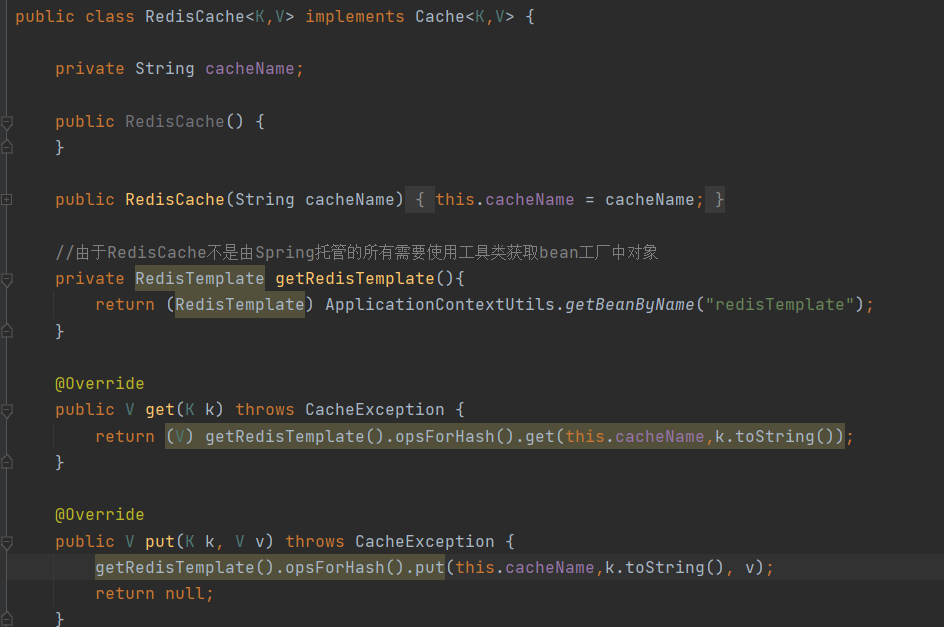 public class RedisCache<K,V> implements Cache<K,V> {
private String cacheName;
public RedisCache() {
}
public RedisCache(String cacheName) { this.cacheName = cacheName; }
//由于RedisCache不是由Spring托管的所有需要使用工具类获取bean工厂中对象
private RedisTemplate getRedisTemplate(){
return (RedisTemplate) ApplicationContextUtils.getBeanByName("redisTemplate");
}
@Override
public V get(K k) throws CacheException {
return (V) getRedisTemplate().opsForHash().get(this.cacheName,k.toString());
}
@Override
public V put(K k, V v) throws CacheException {
getRedisTemplate().opsForHash().put(this.cacheName,k.toString(), v);
return null;
}